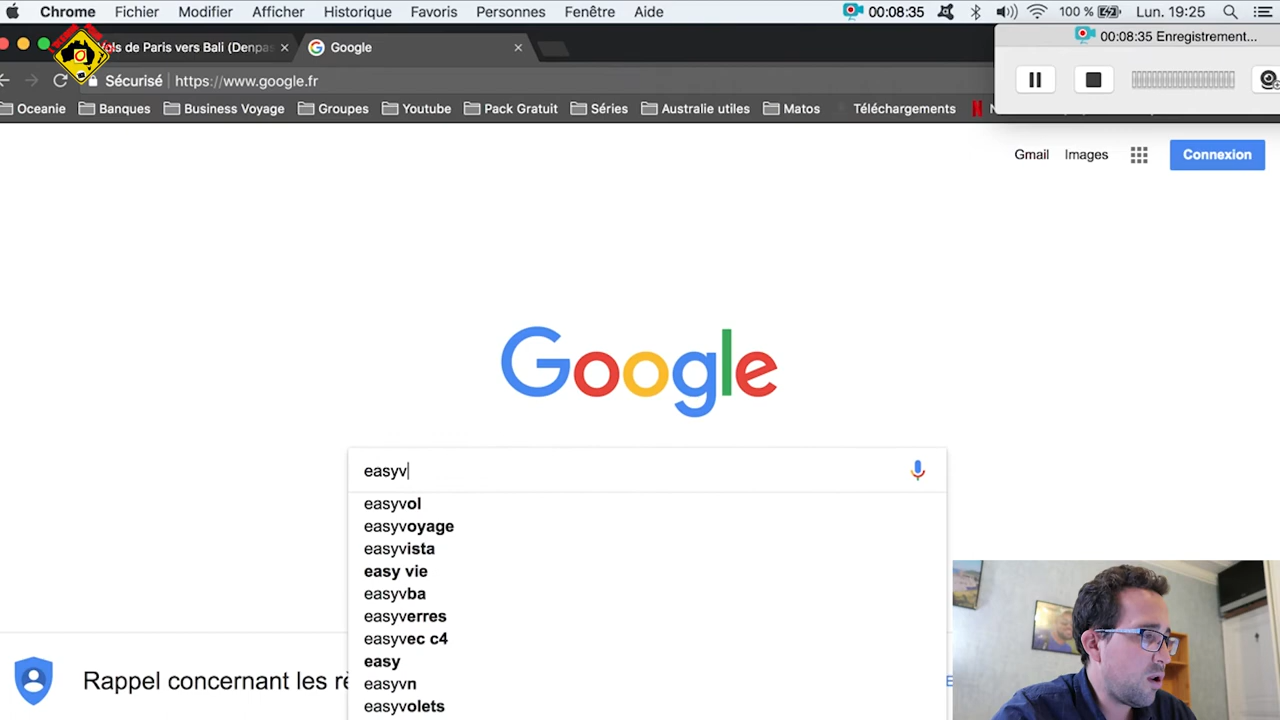 Chrome Fichier Modifier Afficher Historique Favoris Personnes Fenêtre Aide 00:08:35 100 % Lun. 19:25
00:08:35 Enregistrement...
ols de Paris vers Bali (Denpas × Google ×
Sécurisé https://www.google.fr
Oceanie Banques Business Voyage Groupes Youtube Pack Gratuit Séries Australie utiles Matos Téléchargements N
Gmail Images Connexion
Google
easyv
easyvol
easyvoyage
easyvista
easy vie
easyvba
easyverres
easyvec c4
easy
easyvn
easyvolets
Rappel concernant les rè